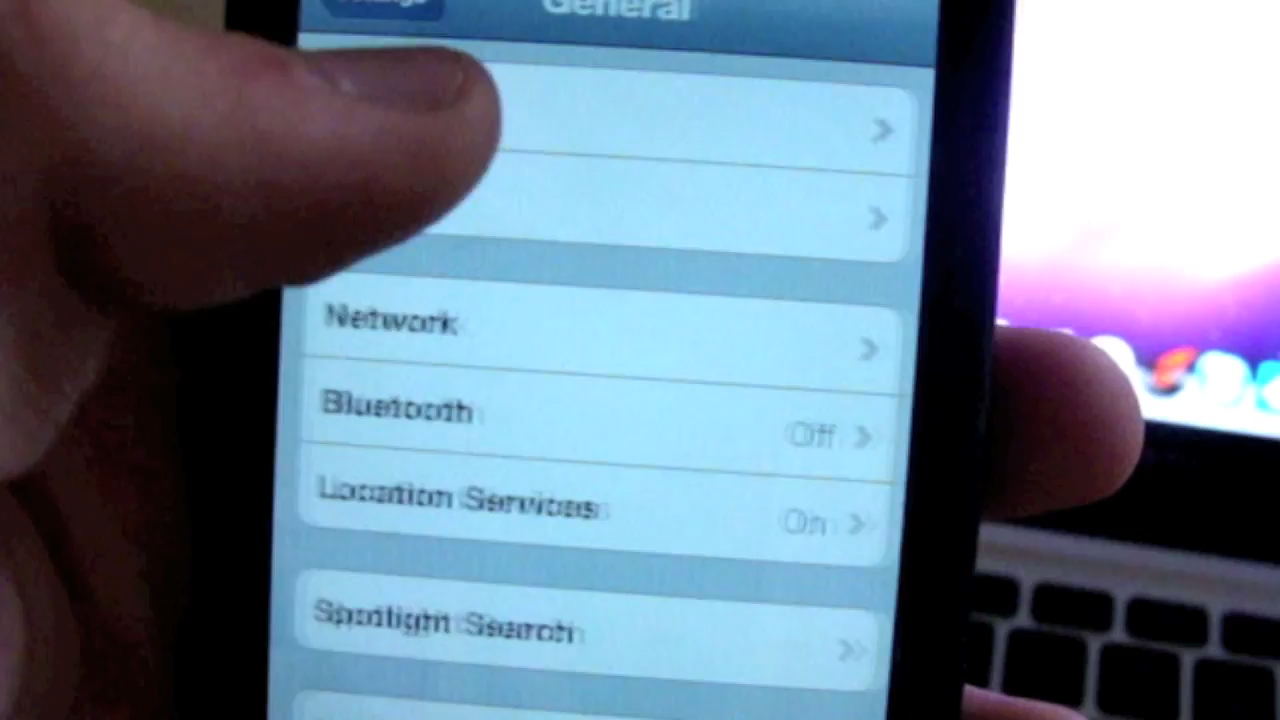 General
Network
Bluetooth Off
Location Services On
Spotlight Search